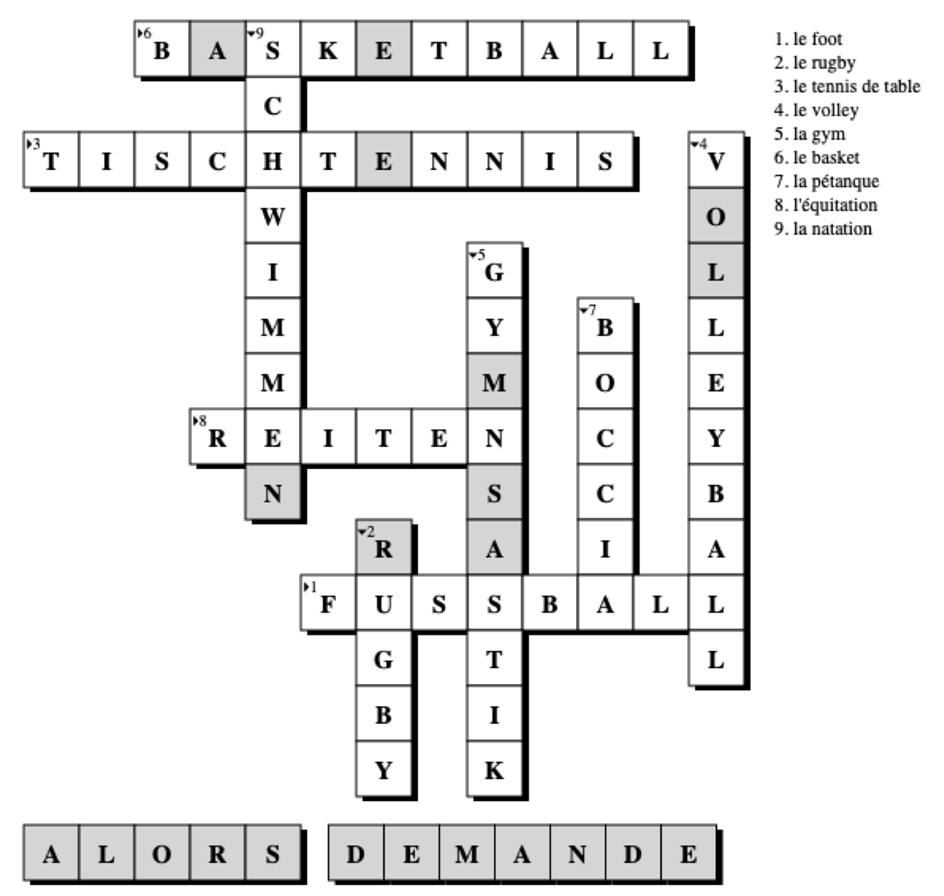 6 BASKETBALL
9 SCHWIMMEN
3 TISCHTENNIS
4 VOLLEYBALL
5 GYMNSASTIK
7 BOCCIA
8 REITEN
2 RUGBY
1 FUSSBALL
ALORS DEMANDE
1. le foot
2. le rugby
3. le tennis de table
4. le volley
5. la gym
6. le basket
7. la pétanque
8. l'équitation
9. la natation